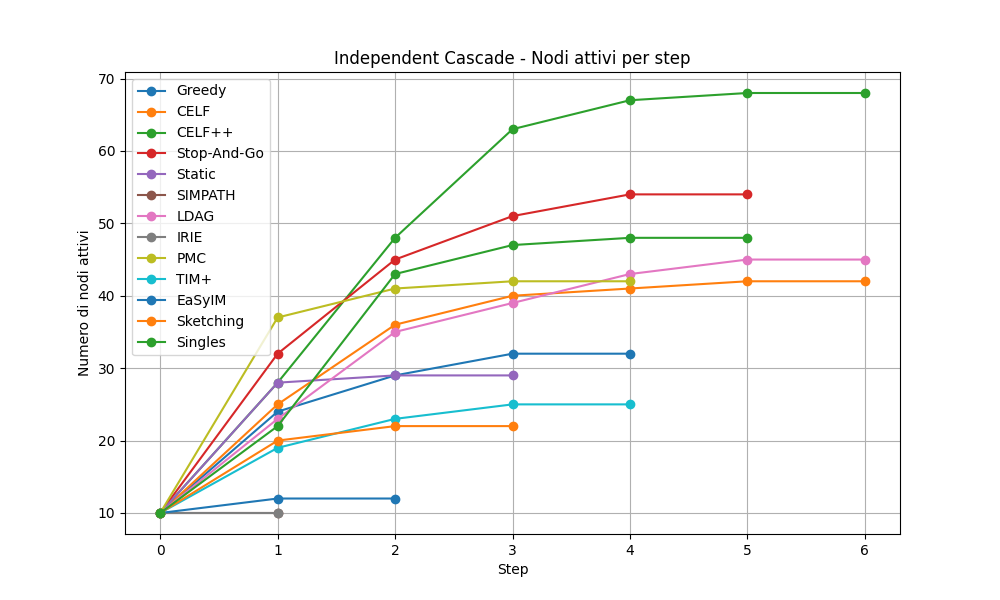 Independent Cascade - Nodi attivi per step
Numero di nodi attivi
70
60
50
40
30
20
10
Greedy
CELF
CELF++
Stop-And-Go
Static
SIMPATH
LDAG
IRIE
PMC
TIM+
EaSyIM
Sketching
Singles
0 1 2 3 4 5 6
Step